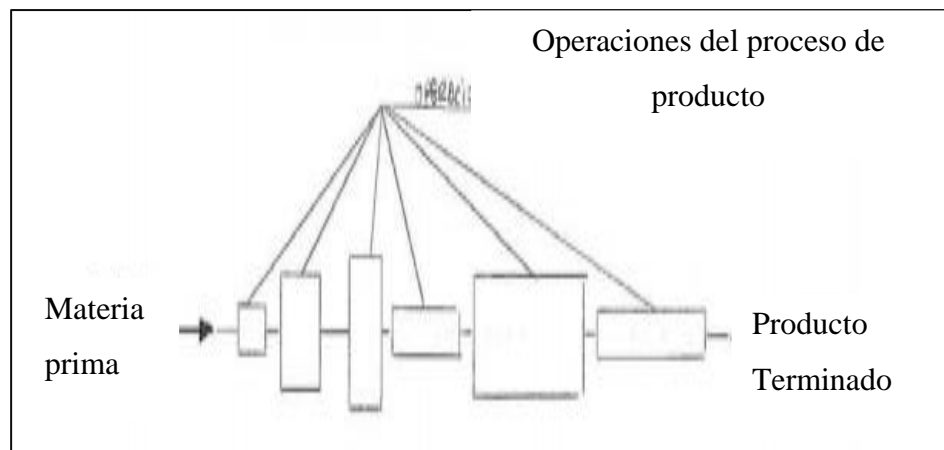 Operaciones del proceso de
producto
Materia
prima
Producto
Terminado